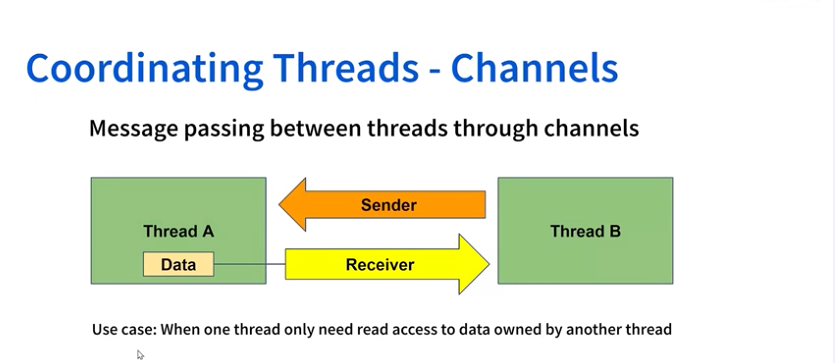 Coordinating Threads - Channels
Message passing between threads through channels
Sender
Thread A
Thread B
Data
Receiver
Use case: When one thread only need read access to data owned by another thread